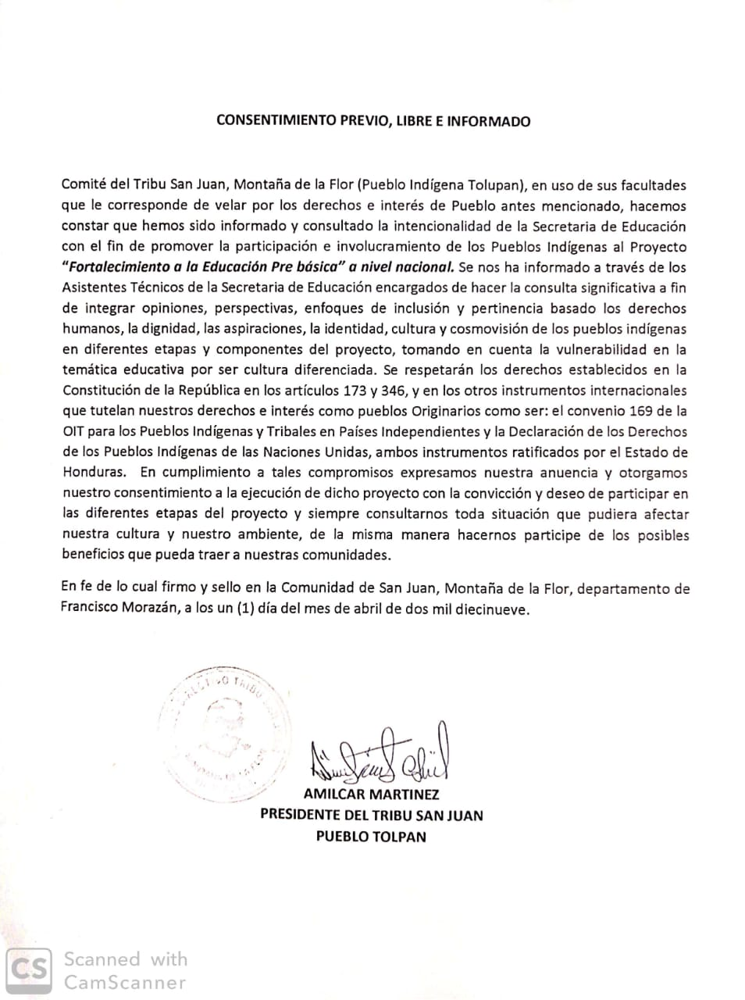 CONSENTIMIENTO PREVIO, LIBRE E INFORMADO
Comité del Tribu San Juan, Montaña de la Flor (Pueblo Indígena Tolupan), en uso de sus facultades
que le corresponde de velar por los derechos e interés de Pueblo antes mencionado, hacemos
constar que hemos sido informado y consultado la intencionalidad de la Secretaria de Educación
con el fin de promover la participación e involucramiento de los Pueblos Indígenas al Proyecto
“Fortalecimiento a la Educación Pre básica” a nivel nacional. Se nos ha informado a través de los
Asistentes Técnicos de la Secretaria de Educación encargados de hacer la consulta significativa a fin
de integrar opiniones, perspectivas, enfoques de inclusión y pertinencia basado los derechos
humanos, la dignidad, las aspiraciones, la identidad, cultura y cosmovisión de los pueblos indígenas
en diferentes etapas y componentes del proyecto, tomando en cuenta la vulnerabilidad en la
temática educativa por ser cultura diferenciada. Se respetarán los derechos establecidos en la
Constitución de la República en los artículos 173 y 346, y en los otros instrumentos internacionales
que tutelan nuestros derechos e interés como pueblos Originarios como ser: el convenio 169 de la
OIT para los Pueblos Indígenas y Tribales en Países Independientes y la Declaración de los Derechos
de los Pueblos Indígenas de las Naciones Unidas, ambos instrumentos ratificados por el Estado de
Honduras. En cumplimiento a tales compromisos expresamos nuestra anuencia y otorgamos
nuestro consentimiento a la ejecución de dicho proyecto con la convicción y deseo de participar en
las diferentes etapas del proyecto y siempre consultarnos toda situación que pudiera afectar
nuestra cultura y nuestro ambiente, de la misma manera hacernos participe de los posibles
beneficios que pueda traer a nuestras comunidades.
En fe de lo cual firmo y sello en la Comunidad de San Juan, Montaña de la Flor, departamento de
Francisco Morazán, a los un (1) día del mes de abril de dos mil diecinueve.
TRIBU
LA FLOR
AMILCAR MARTINEZ
PRESIDENTE DEL TRIBU SAN JUAN
PUEBLO TOLPAN
CS
Scanned with
CamScanner